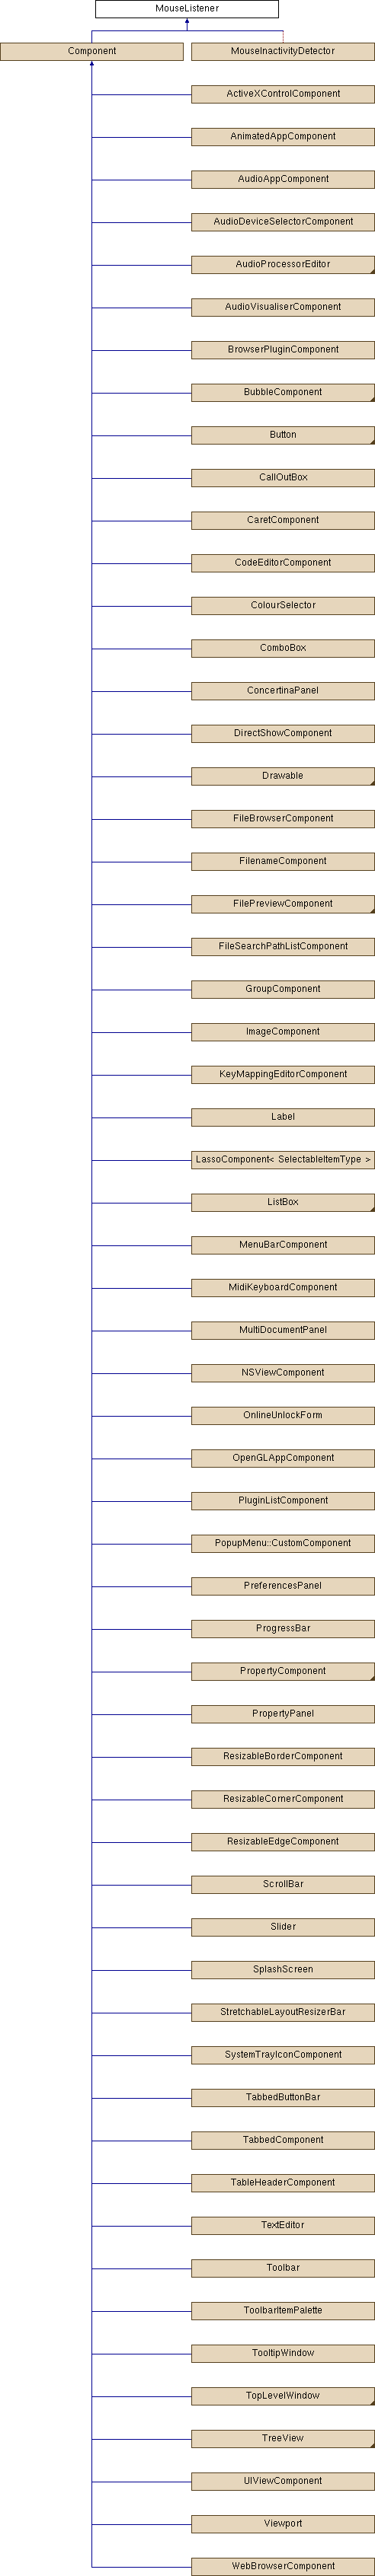 MouseListener
Component
MouseInactivityDetector
ActiveXControlComponent
AnimatedAppComponent
AudioAppComponent
AudioDeviceSelectorComponent
AudioProcessorEditor
AudioVisualiserComponent
BrowserPluginComponent
BubbleComponent
Button
CallOutBox
CaretComponent
CodeEditorComponent
ColourSelector
ComboBox
ConcertinaPanel
DirectShowComponent
Drawable
FileBrowserComponent
FilenameComponent
FilePreviewComponent
FileSearchPathListComponent
GroupComponent
ImageComponent
KeyMappingEditorComponent
Label
LassoComponent< SelectableItemType >
ListBox
MenuBarComponent
MidiKeyboardComponent
MultiDocumentPanel
NSViewComponent
OnlineUnlockForm
OpenGLAppComponent
PluginListComponent
PopupMenu::CustomComponent
PreferencesPanel
ProgressBar
PropertyComponent
PropertyPanel
ResizableBorderComponent
ResizableCornerComponent
ResizableEdgeComponent
ScrollBar
Slider
SplashScreen
StretchableLayoutResizerBar
SystemTrayIconComponent
TabbedButtonBar
TabbedComponent
TableHeaderComponent
TextEditor
Toolbar
ToolbarItemPalette
TooltipWindow
TopLevelWindow
TreeView
UIViewComponent
Viewport
WebBrowserComponent